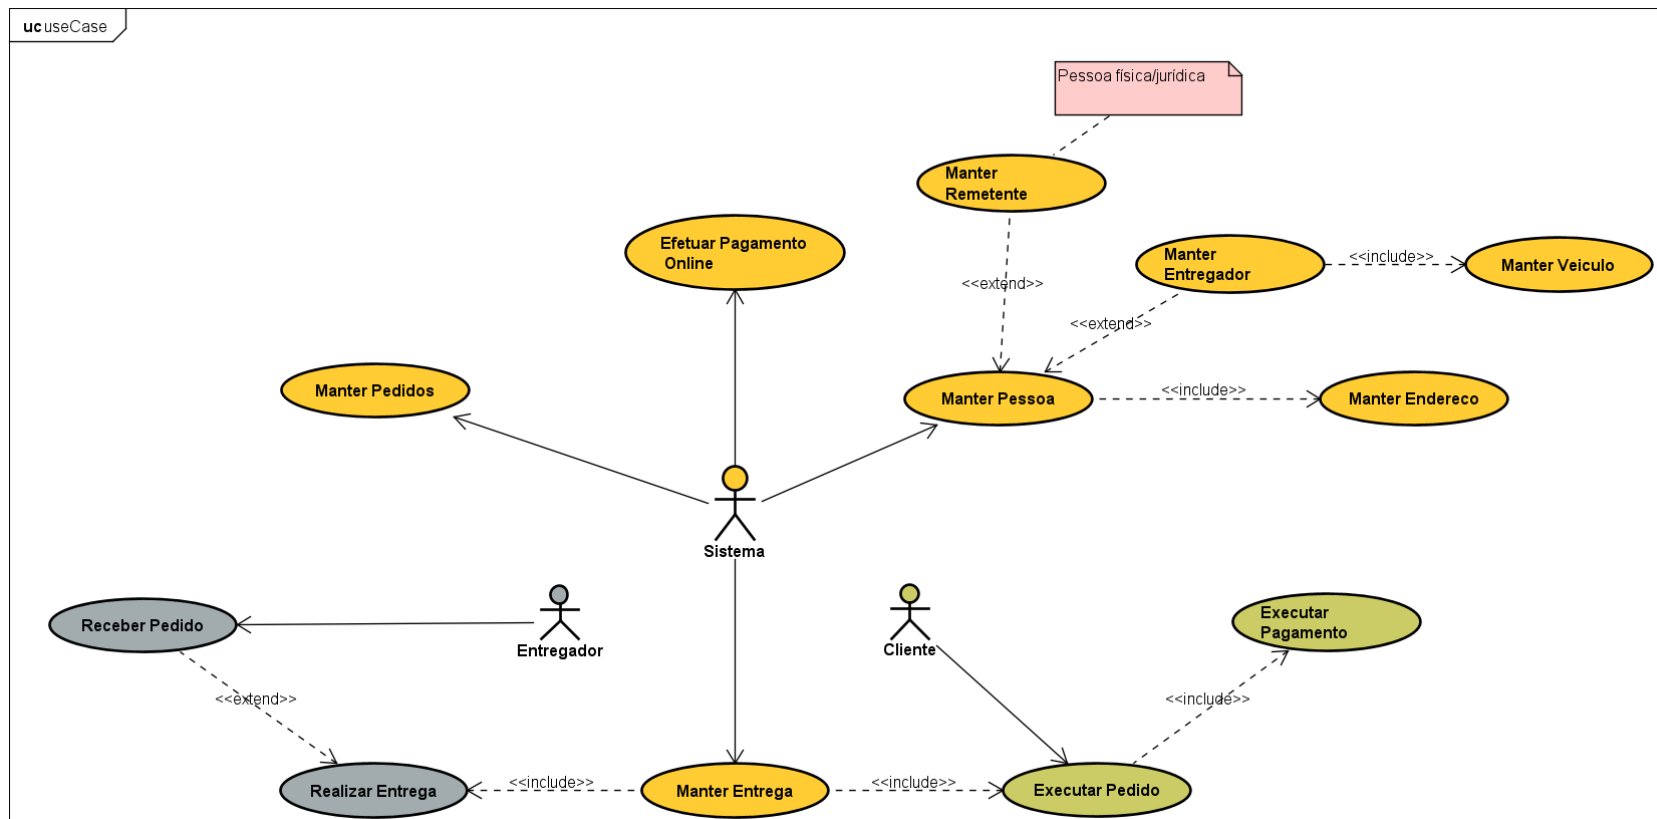 uc useCase
Pessoa física/jurídica
Manter
Remetente
Efetuar Pagamento
Online
Manter
Entregador
<<include>>
Manter Veiculo
<<extend>>
<<extend>>
Manter Pedidos
Manter Pessoa
<<include>>
Manter Endereco
Sistema
Receber Pedido
Entregador
Cliente
Executar
Pagamento
<<extend>>
<<include>>
Realizar Entrega
<<include>>
Manter Entrega
<<include>>
Executar Pedido